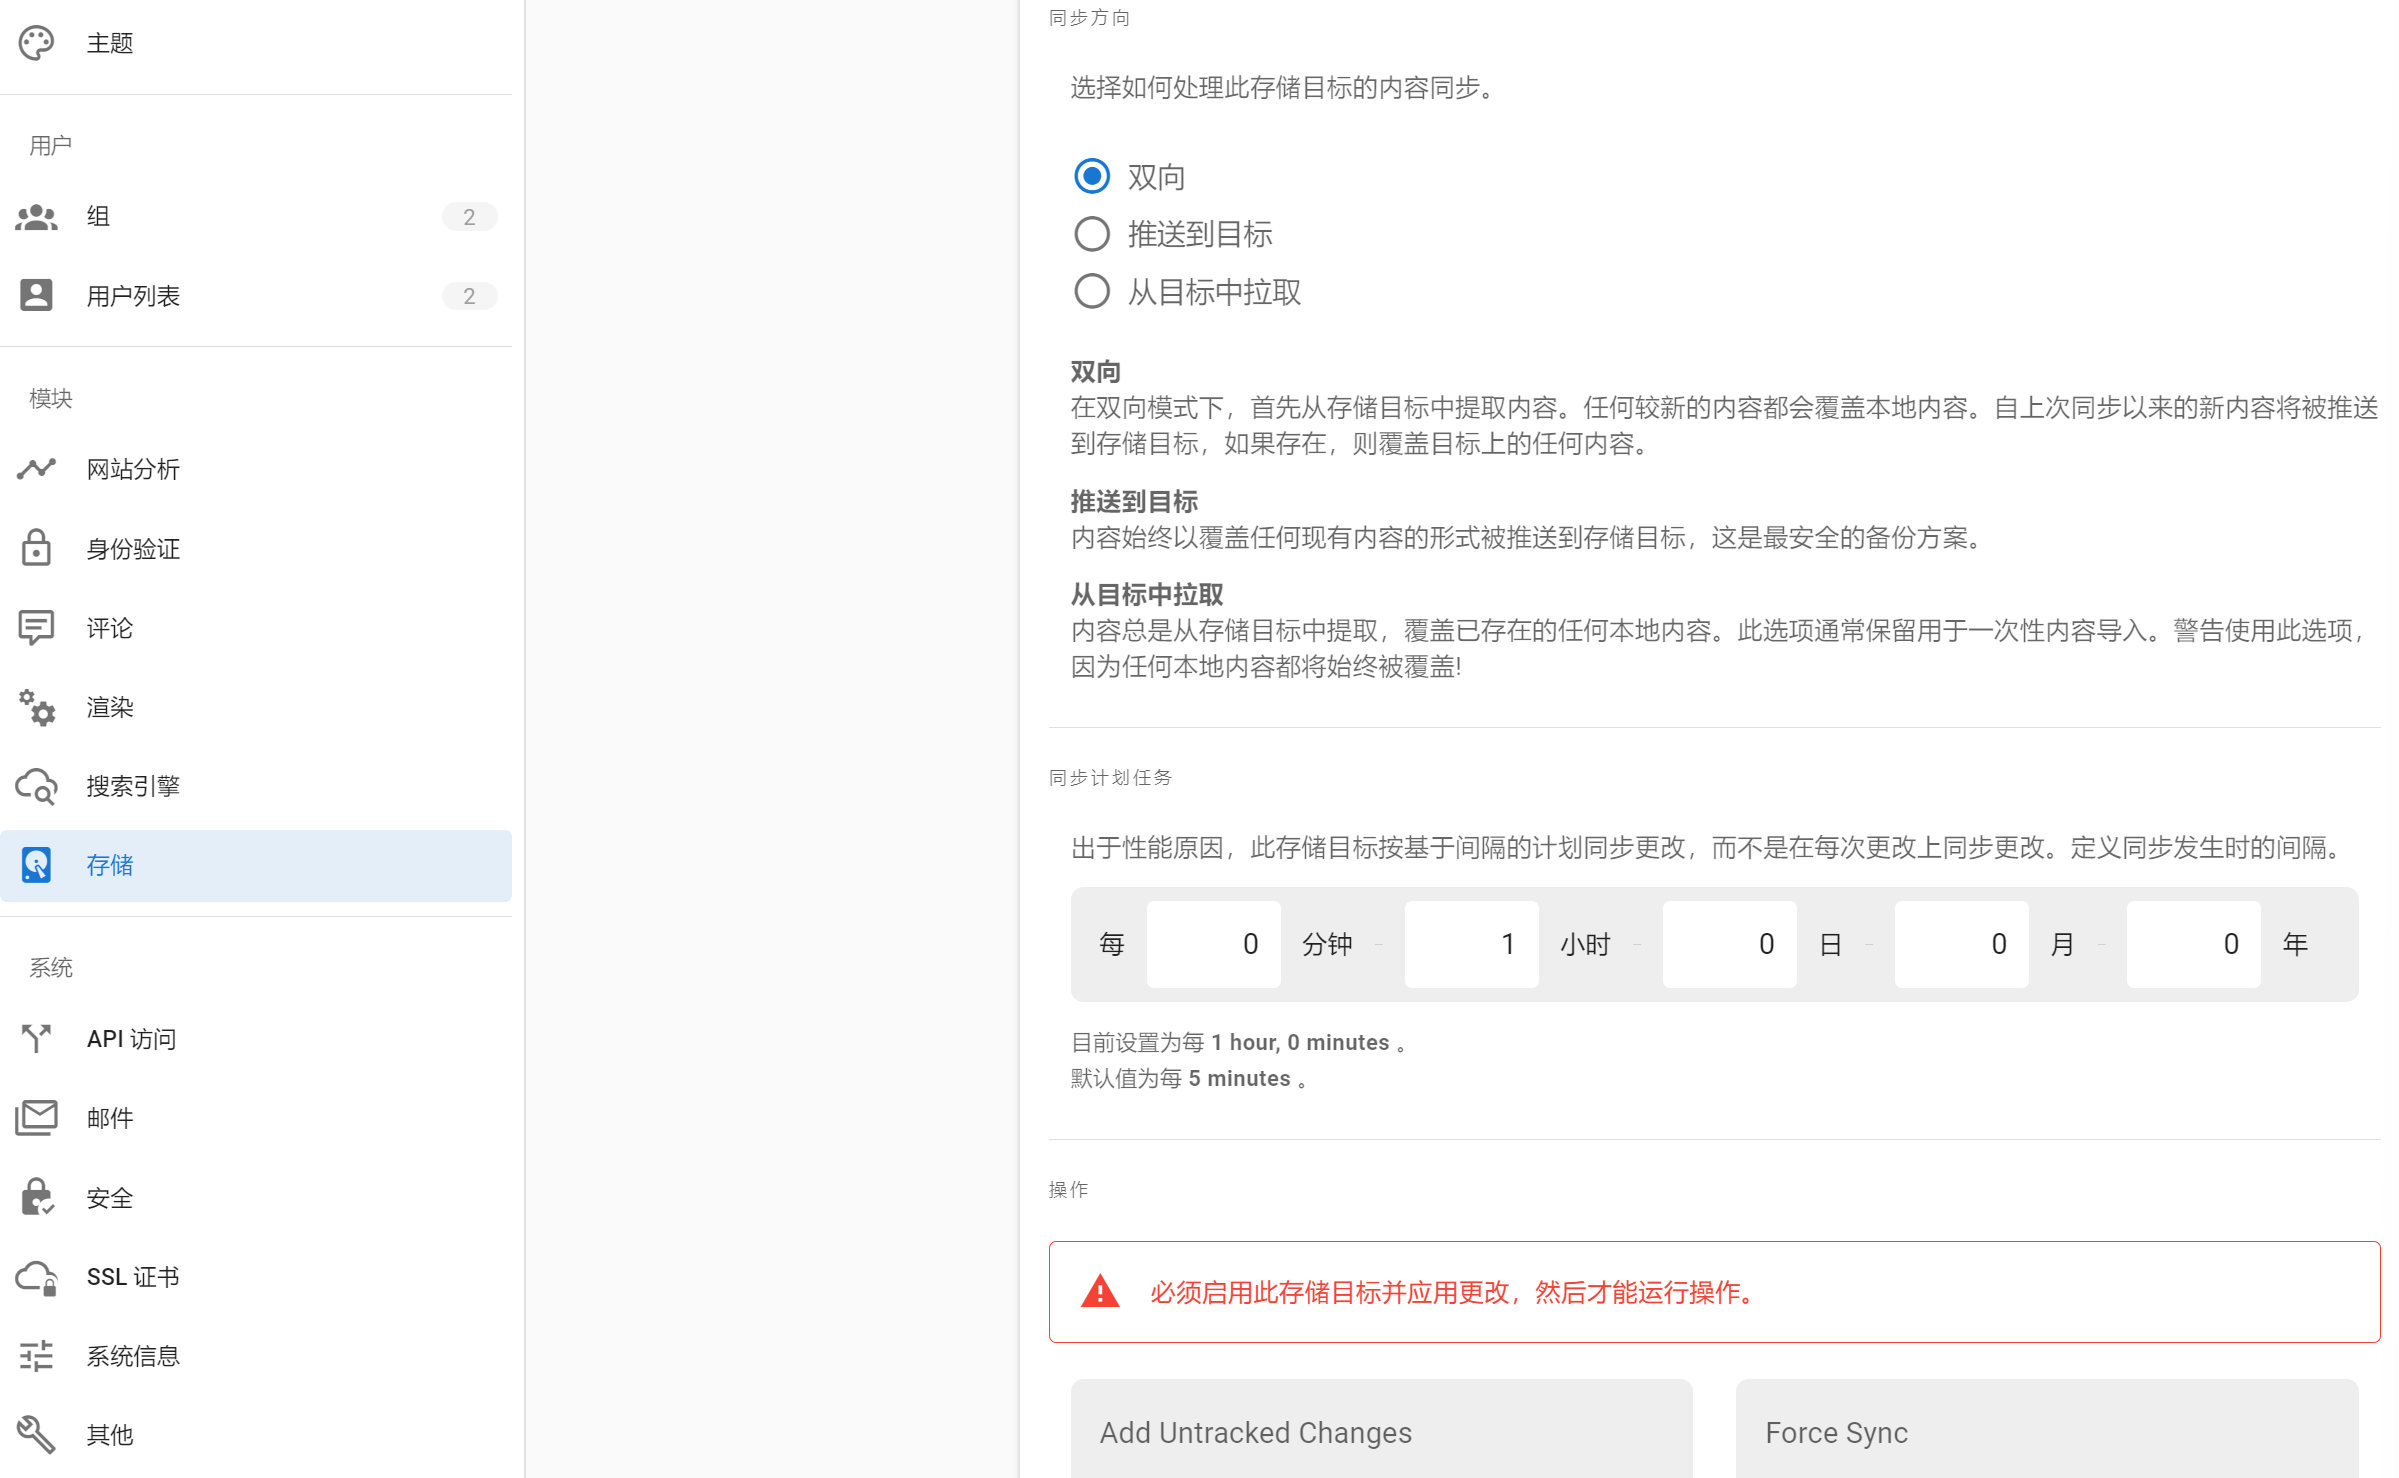 主题
用户
组
2
用户列表
2
模块
网站分析
身份验证
评论
渲染
搜索引擎
存储
系统
API 访问
邮件
安全
SSL 证书
系统信息
其他
同步方向
选择如何处理此存储目标的内容同步。
双向
推送到目标
从目标中拉取
双向
在双向模式下，首先从存储目标中提取内容。任何较新的内容都会覆盖本地内容。自上次同步以来的新内容将被推送
到存储目标，如果存在，则覆盖目标上的任何内容。
推送到目标
内容始终以覆盖任何现有内容的形式被推送到存储目标，这是最安全的备份方案。
从目标中拉取
内容总是从存储目标中提取，覆盖已存在的任何本地内容。此选项通常保留用于一次性内容导入。警告使用此选项，
因为任何本地内容都将始终被覆盖!
同步计划任务
出于性能原因，此存储目标按基于间隔的计划同步更改，而不是在每次更改上同步更改。定义同步发生时的间隔。
每 0 分钟 - 1 小时 - 0 日 - 0 月 - 0 年
目前设置为每 1 hour, 0 minutes 。
默认值为每 5 minutes 。
操作
必须启用此存储目标并应用更改，然后才能运行操作。
Add Untracked Changes
Force Sync